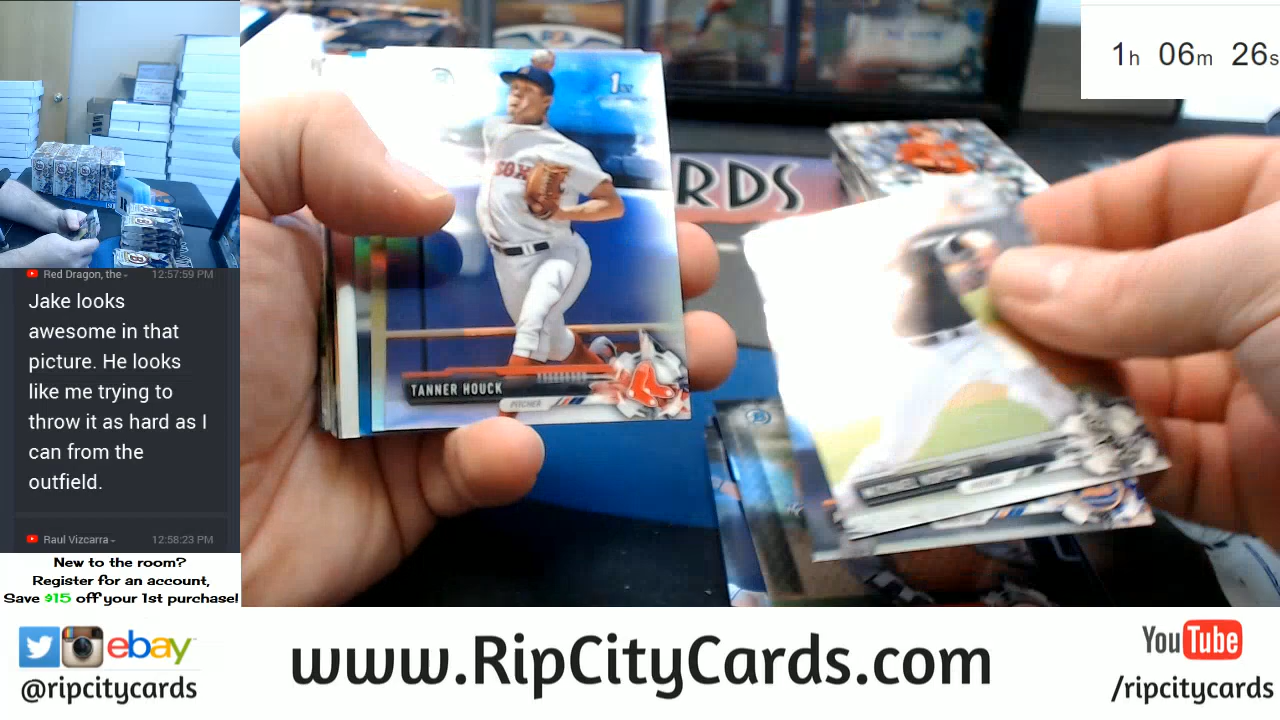 1h 06m 26s
1st
SOX
TANNER HOUCK
PITCHER
RDS
Red Dragon, the
12:57:59 PM
Jake looks
awesome in that
picture. He looks
like me trying to
throw it as hard as I
can from the
outfield.
Raul Vizcarra
12:58:23 PM
New to the room?
Register for an account,
Save $15 off your 1st purchase!
ebay
@ripcitycards
www.RipCityCards.com
YouTube
/ripcitycards